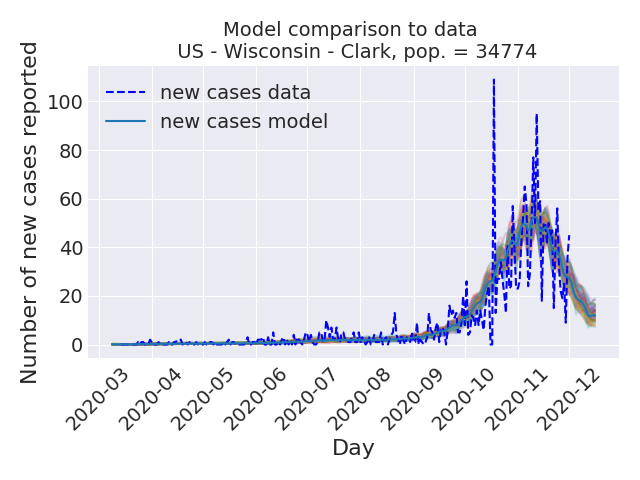 Model comparison to data
US - Wisconsin - Clark, pop. = 34774
Number of new cases reported
100
80
60
40
20
0
new cases data
new cases model
2020-03
2020-04
2020-05
2020-06
2020-07
2020-08
2020-09
2020-10
2020-11
2020-12
Day